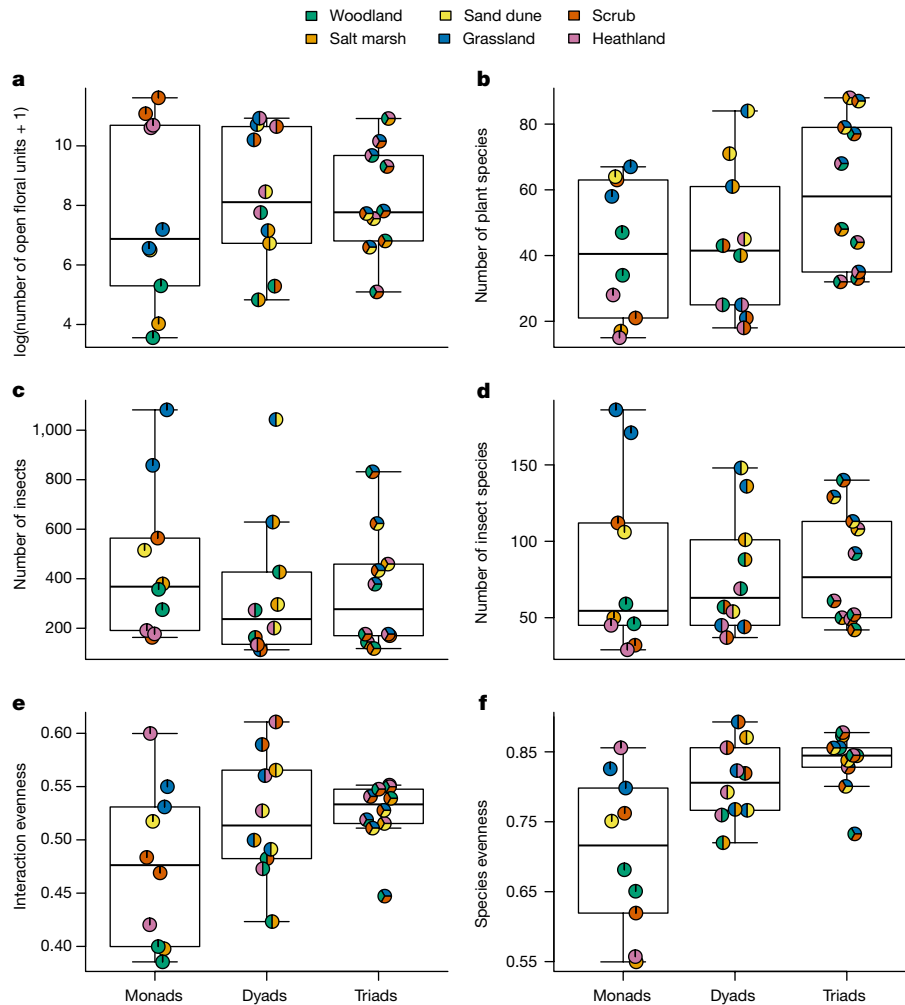 Woodland Sand dune Scrub
Salt marsh Grassland Heathland
a
log(number of open floral units + 1)
10
8
6
4
b
Number of plant species
80
60
40
20
c
Number of insects
1,000
800
600
400
200
d
Number of insect species
150
100
50
e
Interaction evenness
0.60
0.55
0.50
0.45
0.40
Monads Dyads Triads
f
Species evenness
0.85
0.75
0.65
0.55
Monads Dyads Triads